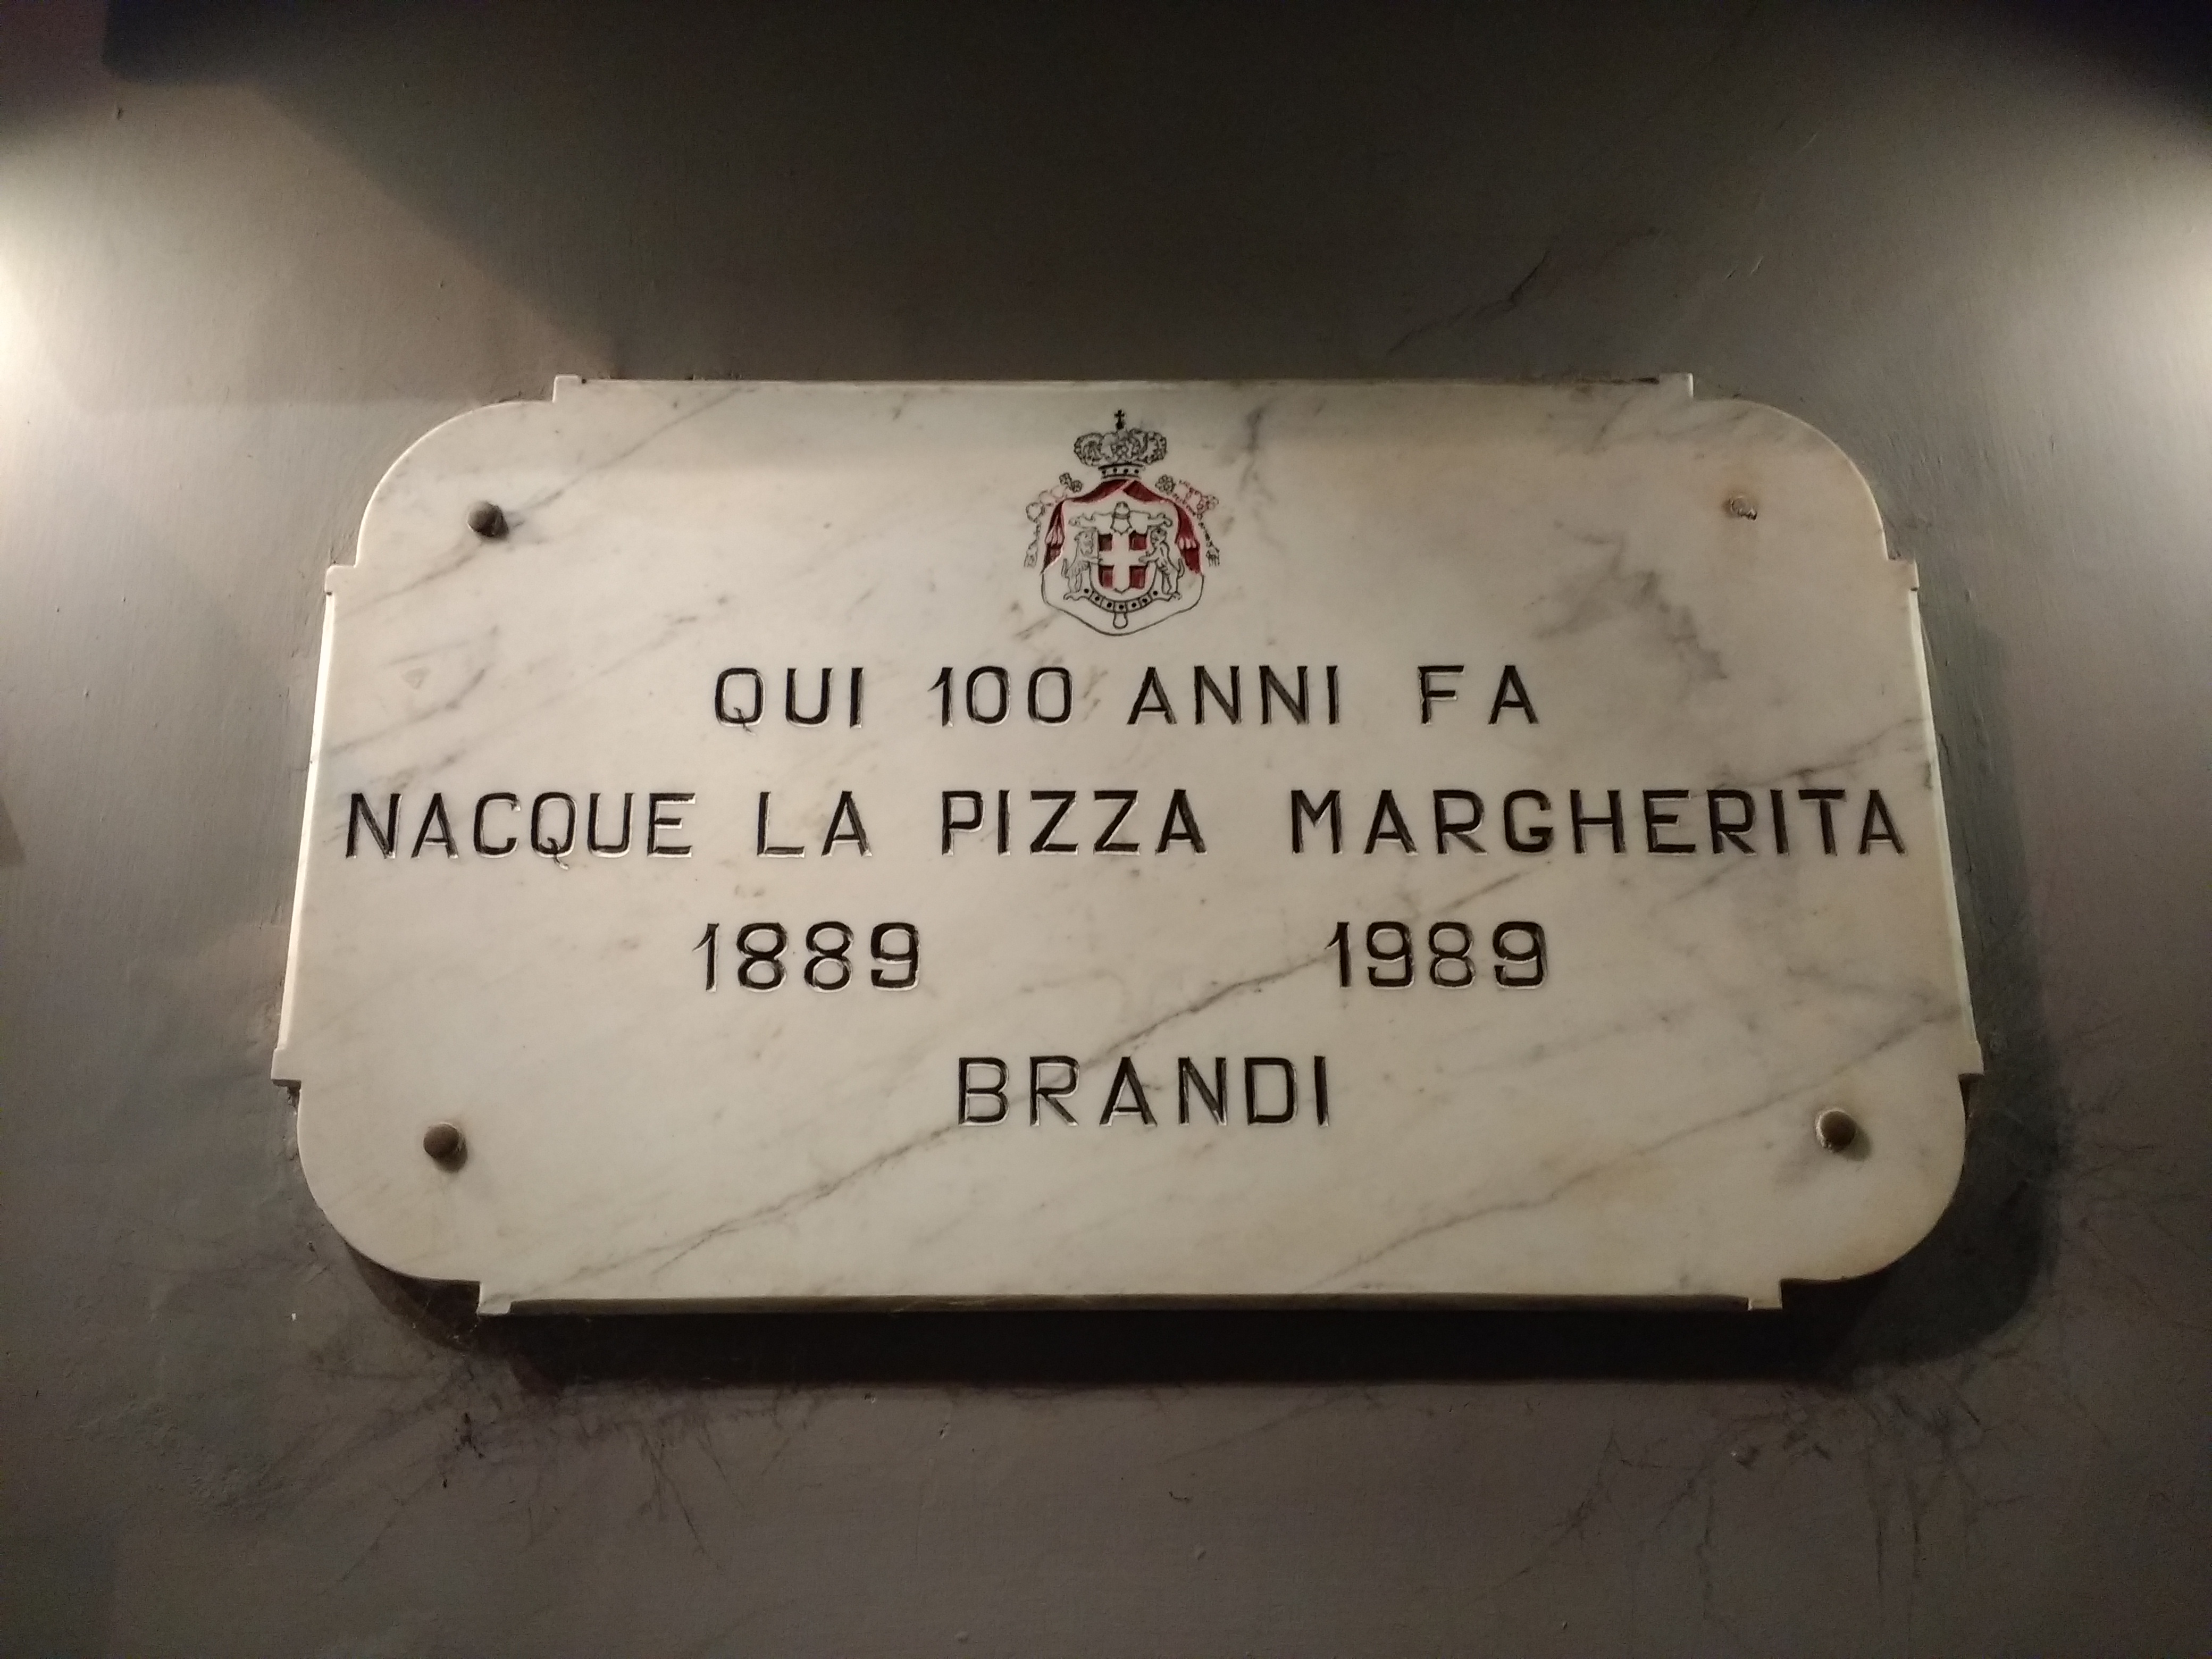 QUI 100 ANNI FA
NACQUE LA PIZZA MARGHERITA
1889 1989
BRANDI